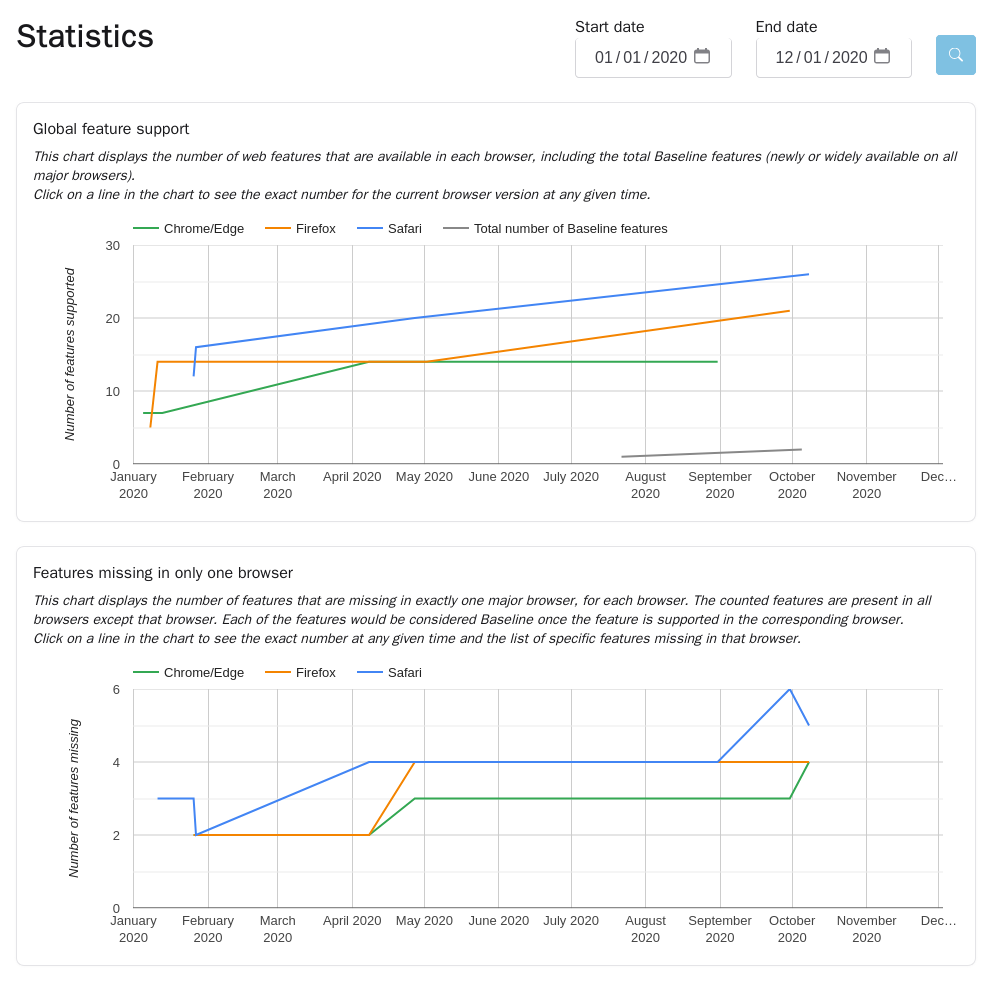 Statistics
Start date
01/01/2020
End date
12/01/2020
Global feature support
This chart displays the number of web features that are available in each browser, including the total Baseline features (newly or widely available on all
major browsers).
Click on a line in the chart to see the exact number for the current browser version at any given time.
Chrome/Edge Firefox Safari Total number of Baseline features
Number of features supported
30
20
10
0
January 2020
February 2020
March 2020
April 2020
May 2020
June 2020
July 2020
August 2020
September 2020
October 2020
November 2020
Dec…
Features missing in only one browser
This chart displays the number of features that are missing in exactly one major browser, for each browser. The counted features are present in all
browsers except that browser. Each of the features would be considered Baseline once the feature is supported in the corresponding browser.
Click on a line in the chart to see the exact number at any given time and the list of specific features missing in that browser.
Chrome/Edge Firefox Safari
Number of features missing
6
4
2
0
January 2020
February 2020
March 2020
April 2020
May 2020
June 2020
July 2020
August 2020
September 2020
October 2020
November 2020
Dec…